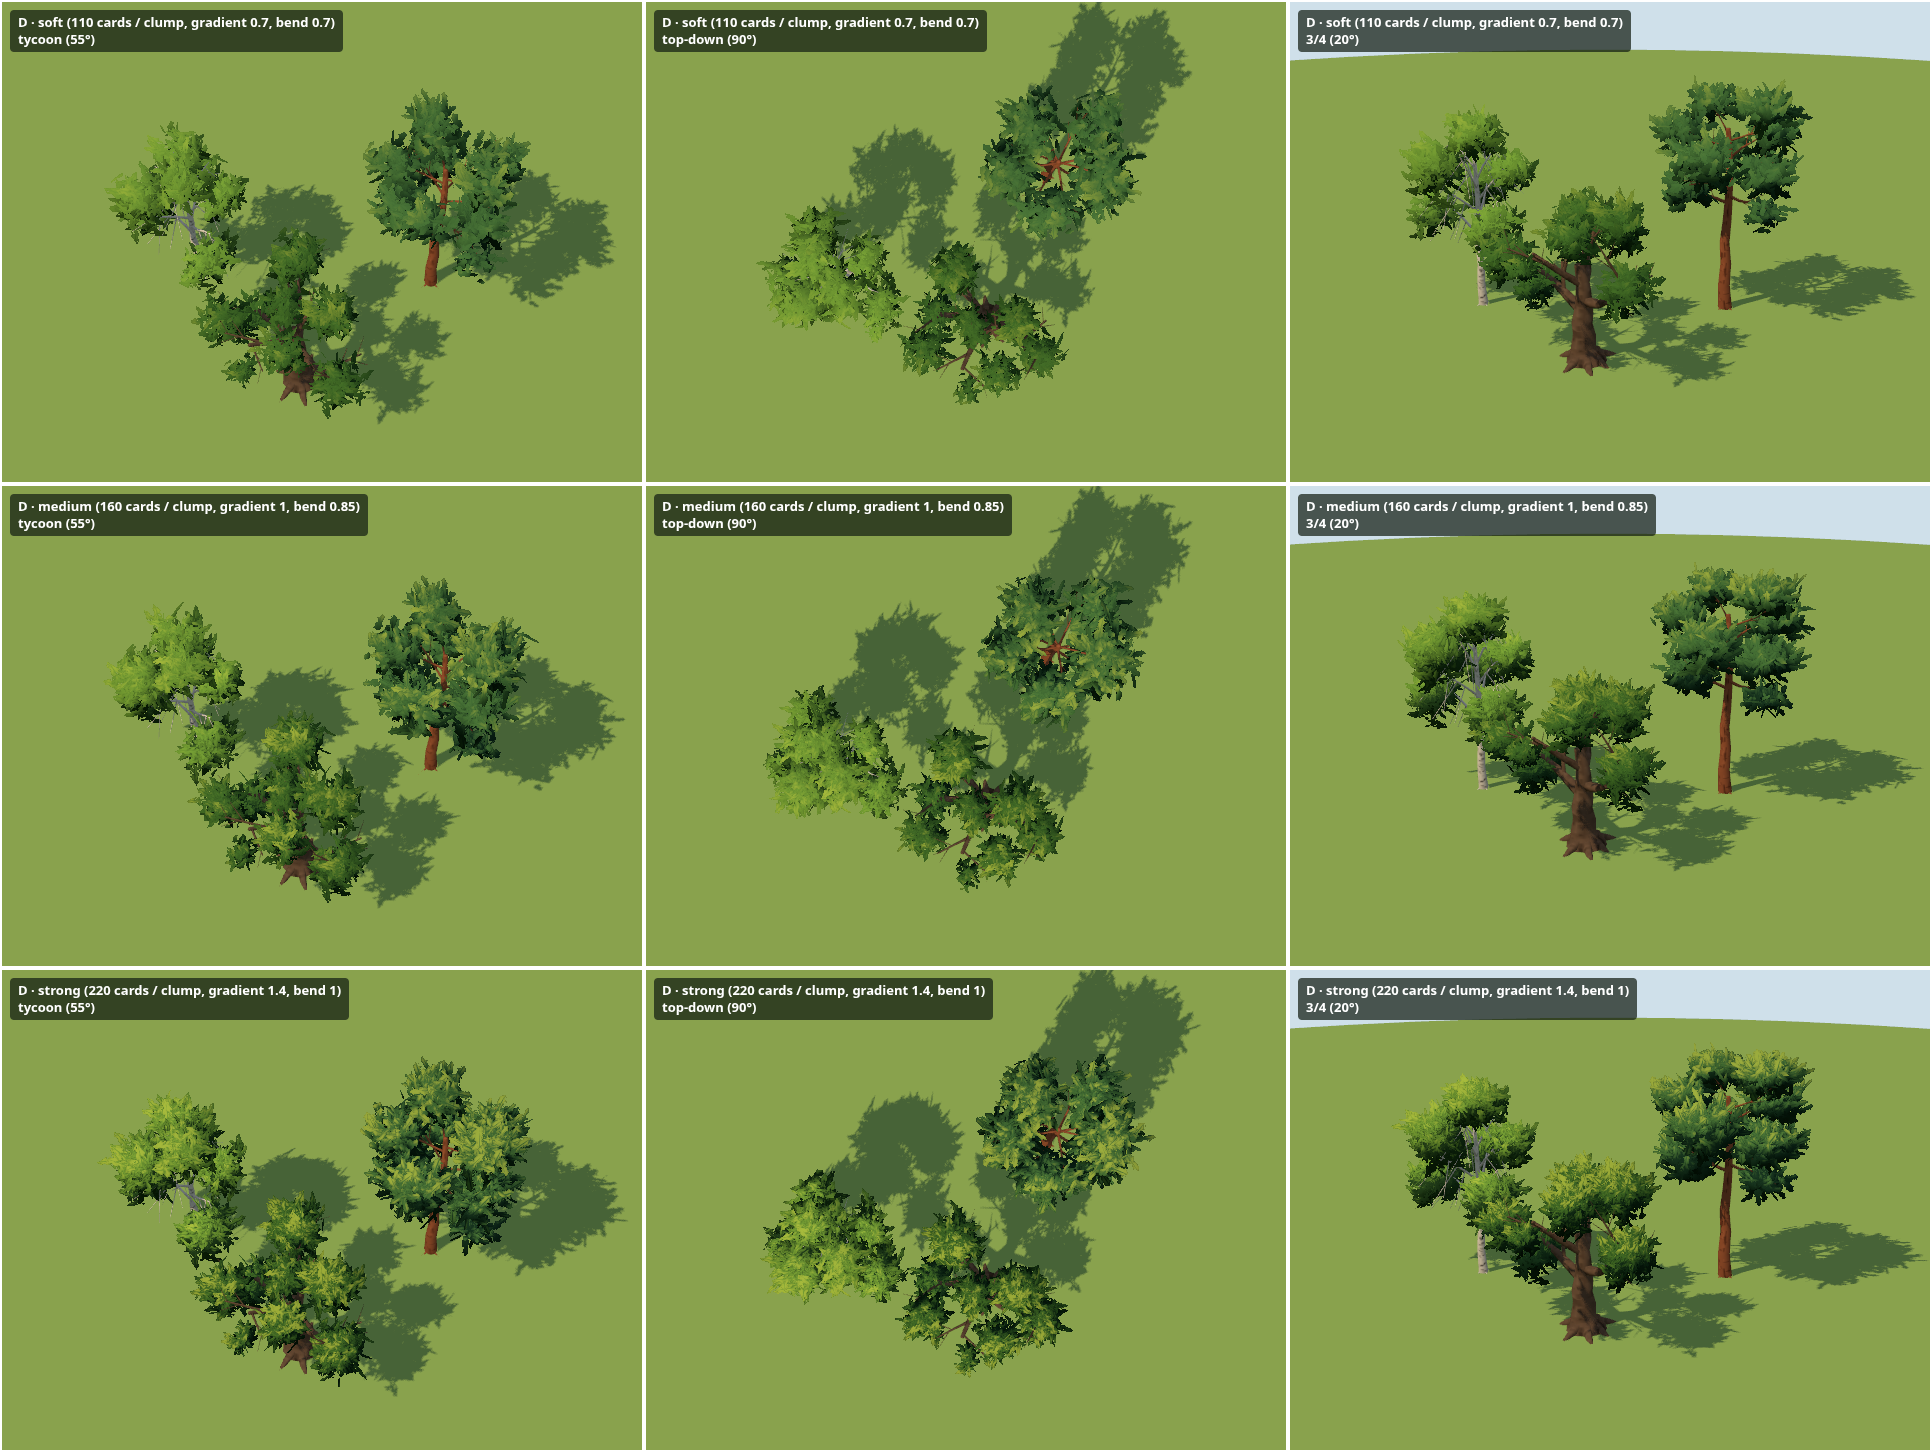 D · soft (110 cards / clump, gradient 0.7, bend 0.7)
tycoon (55°)
D · soft (110 cards / clump, gradient 0.7, bend 0.7)
top-down (90°)
D · soft (110 cards / clump, gradient 0.7, bend 0.7)
3/4 (20°)
D · medium (160 cards / clump, gradient 1, bend 0.85)
tycoon (55°)
D · medium (160 cards / clump, gradient 1, bend 0.85)
top-down (90°)
D · medium (160 cards / clump, gradient 1, bend 0.85)
3/4 (20°)
D · strong (220 cards / clump, gradient 1.4, bend 1)
tycoon (55°)
D · strong (220 cards / clump, gradient 1.4, bend 1)
top-down (90°)
D · strong (220 cards / clump, gradient 1.4, bend 1)
3/4 (20°)